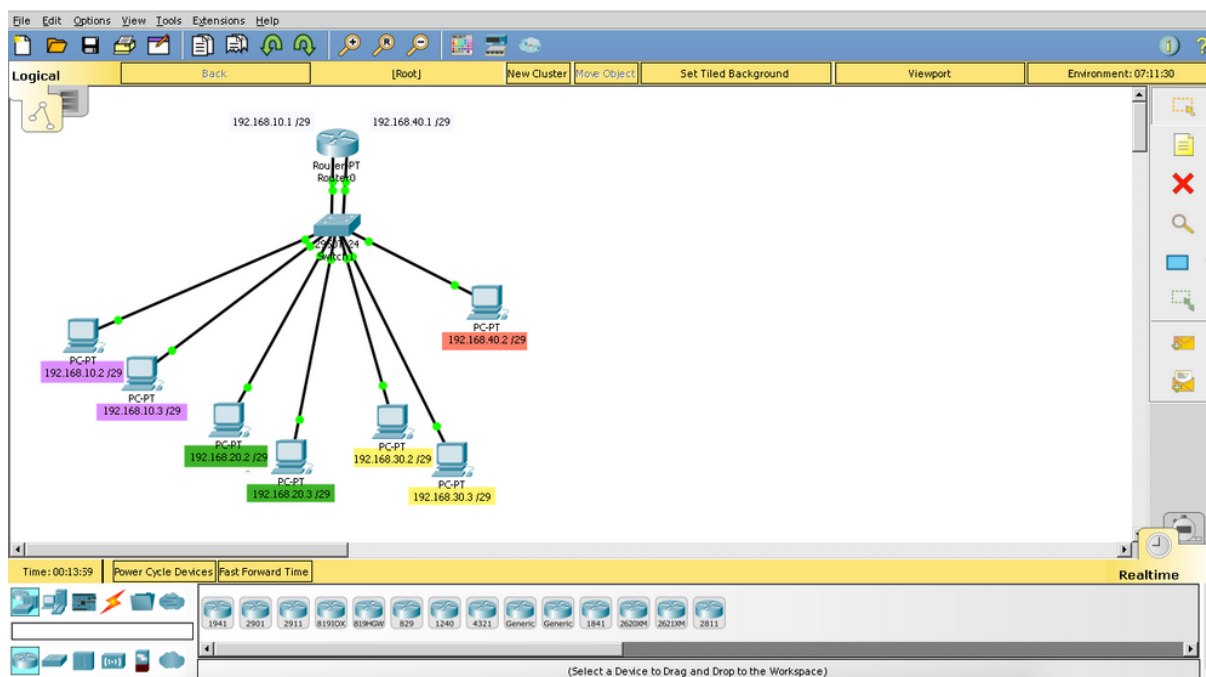 File Edit Options View Tools Extensions Help
Logical
Back
[Root]
New Cluster
Move Object
Set Tiled Background
Viewport
Environment: 07:11:30
192.168.10.1 /29
192.168.40.1 /29
Router-PT
Router0
2950T-24
Switch1
PC-PT
192.168.40.2 /29
PC-PT
192.168.10.2 /29
PC-PT
192.168.10.3 /29
PC-PT
192.168.20.2 /29
PC-PT
192.168.20.3 /29
PC-PT
192.168.30.2 /29
PC-PT
192.168.30.3 /29
Time: 00:13:59
Power Cycle Devices
Fast Forward Time
Realtime
1941
2901
2911
819IOX
819HGW
829
1240
4321
Generic
Generic
1841
2620XM
2621XM
2811
(Select a Device to Drag and Drop to the Workspace)